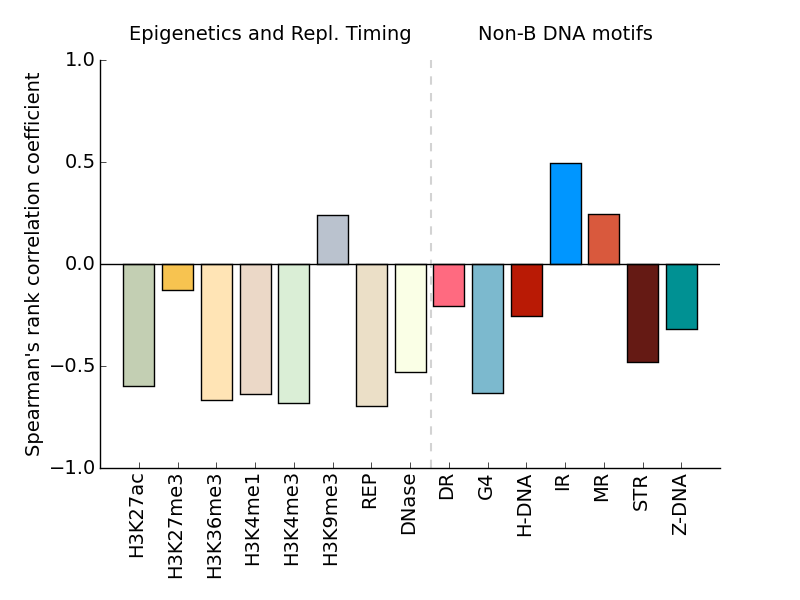 Epigenetics and Repl. Timing
Non-B DNA motifs
Spearman's rank correlation coefficient
1.0
0.5
0.0
−0.5
−1.0
H3K27ac
H3K27me3
H3K36me3
H3K4me1
H3K4me3
H3K9me3
REP
DNase
DR
G4
H-DNA
IR
MR
STR
Z-DNA